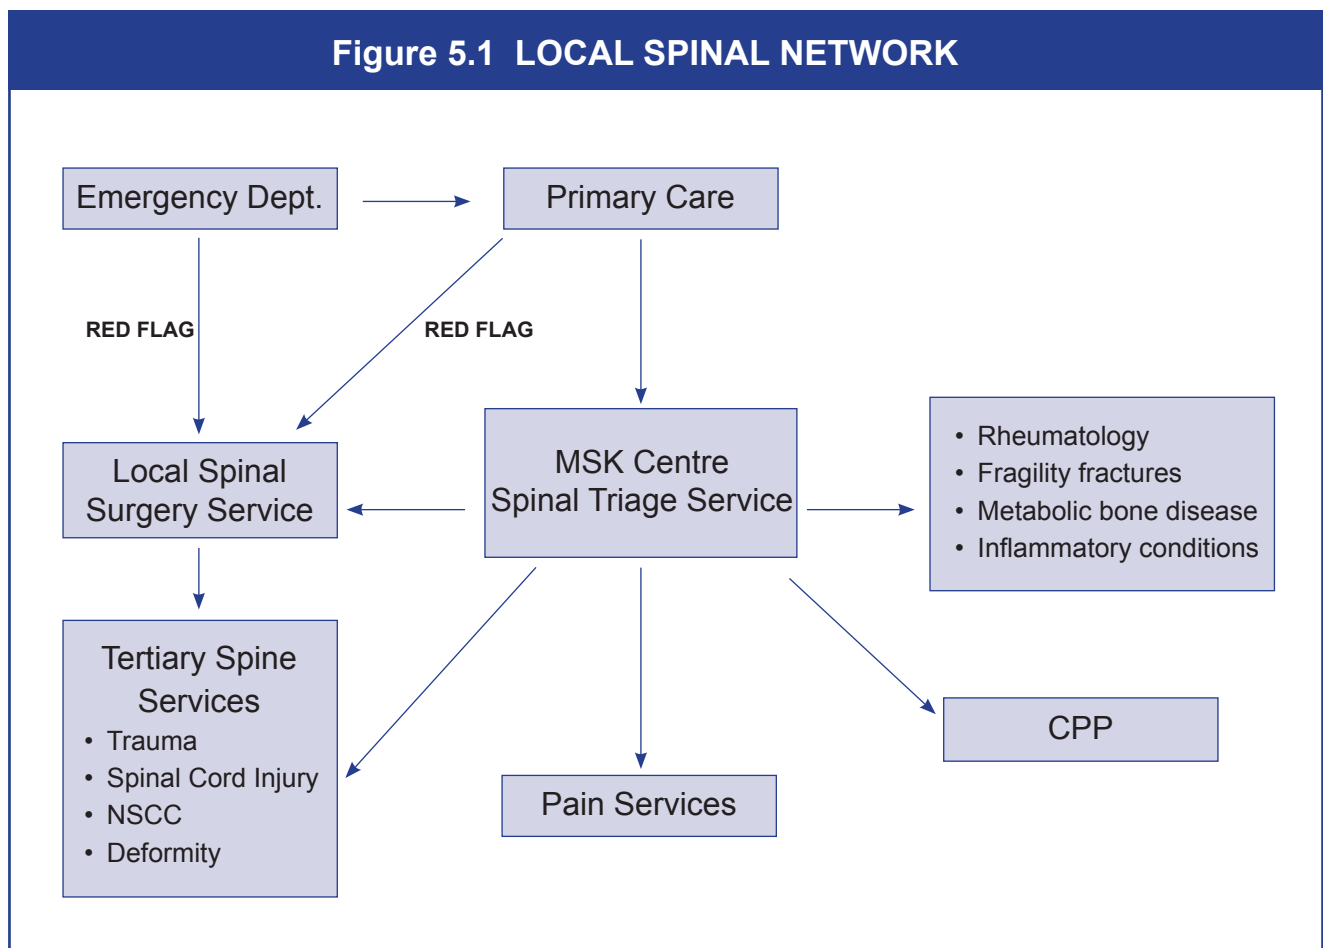 Figure 5.1 LOCAL SPINAL NETWORK
Emergency Dept.
Primary Care
RED FLAG
RED FLAG
Local Spinal
Surgery Service
MSK Centre
Spinal Triage Service
• Rheumatology
• Fragility fractures
• Metabolic bone disease
• Inflammatory conditions
Tertiary Spine
Services
• Trauma
• Spinal Cord Injury
• NSCC
• Deformity
Pain Services
CPP